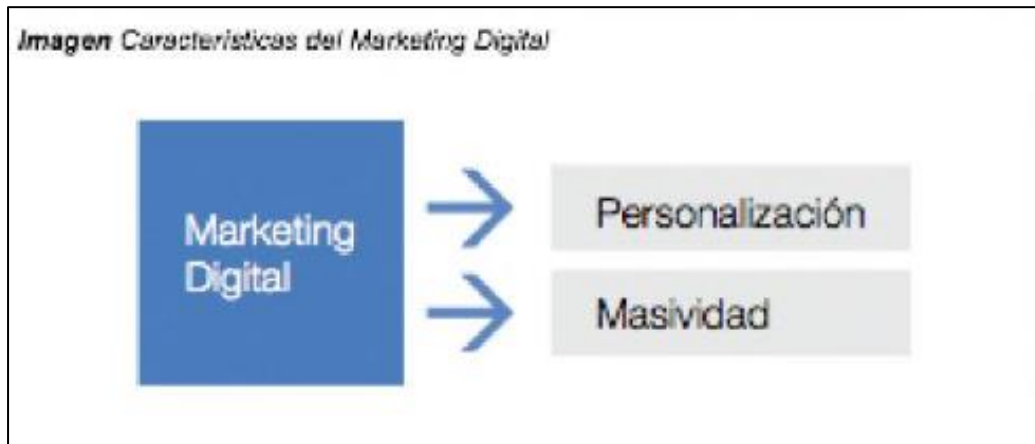 Imagen Características del Marketing Digital
Marketing
Digital
Personalización
Masividad